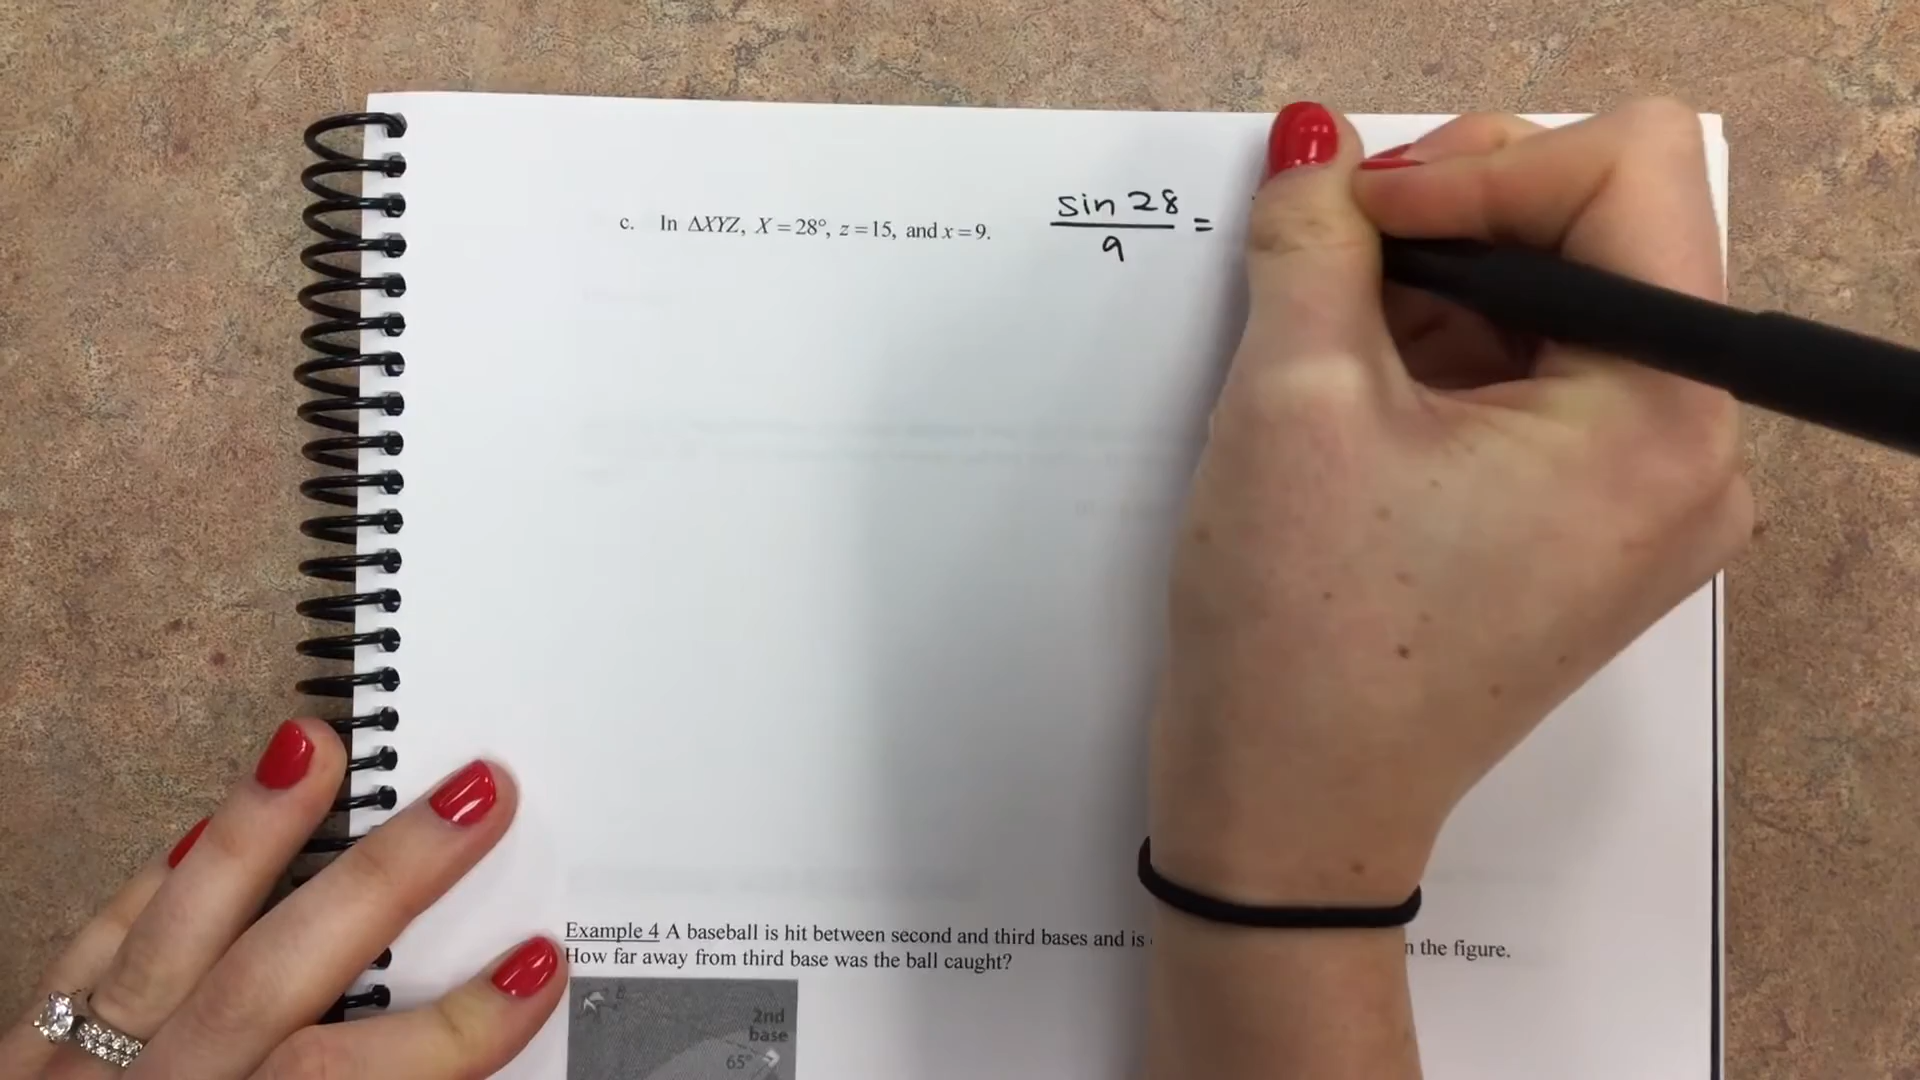 c. In ΔXYZ, X = 28°, z = 15, and x = 9.
sin 28 =
9
Example 4 A baseball is hit between second and third bases and is
n the figure.
How far away from third base was the ball caught?
B
2nd
base
65°